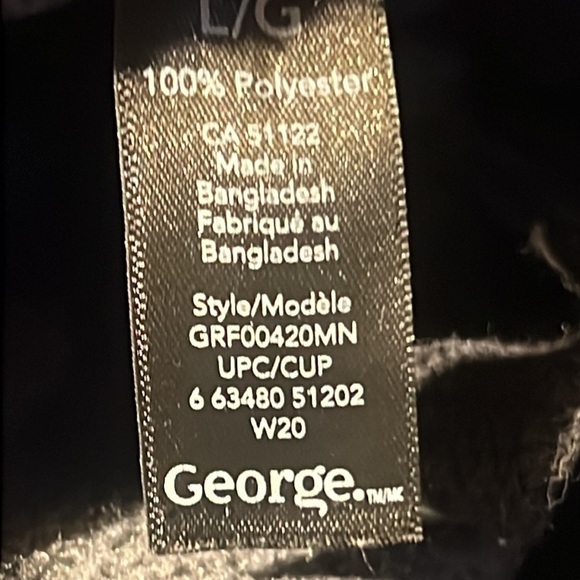 L/G
100% Polyester
CA 51122
Made in
Bangladesh
Fabriqué au
Bangladesh
Style/Modèle
GRF00420MN
UPC/CUP
6 63480 51202
W20
George.TM/MC